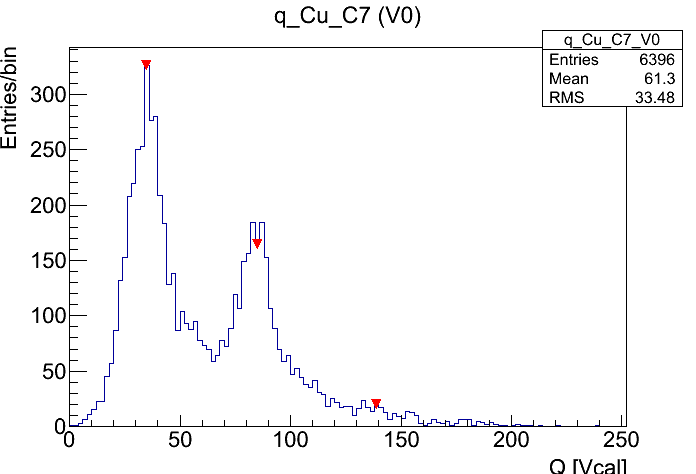 q_Cu_C7 (V0)
q_Cu_C7_V0
Entries 6396
Mean 61.3
RMS 33.48
Entries/bin
300
250
200
150
100
50
0
0 50 100 150 200 250
Q [Vcal]